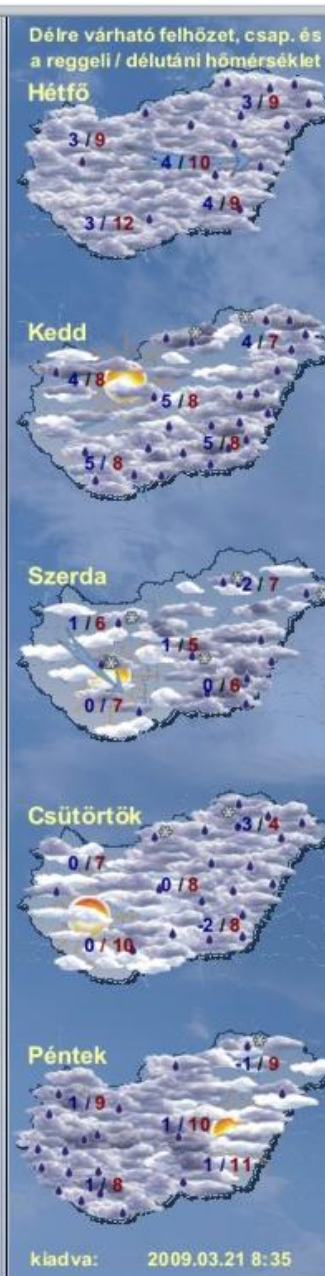 Délre várható felhőzet, csap. és
a reggeli / délutáni hőmérséklet
Hétfő
3 / 9
3 / 9
4 / 10
4 / 9
3 / 12
Kedd
4 / 7
4 / 8
5 / 8
5 / 8
5 / 8
Szerda
2 / 7
1 / 6
1 / 5
0 / 6
0 / 7
Csütörtök
-3 / 4
0 / 7
0 / 8
-2 / 8
0 / 10
Péntek
-1 / 9
1 / 9
1 / 10
1 / 11
1 / 8
kiadva: 2009.03.21 8:35